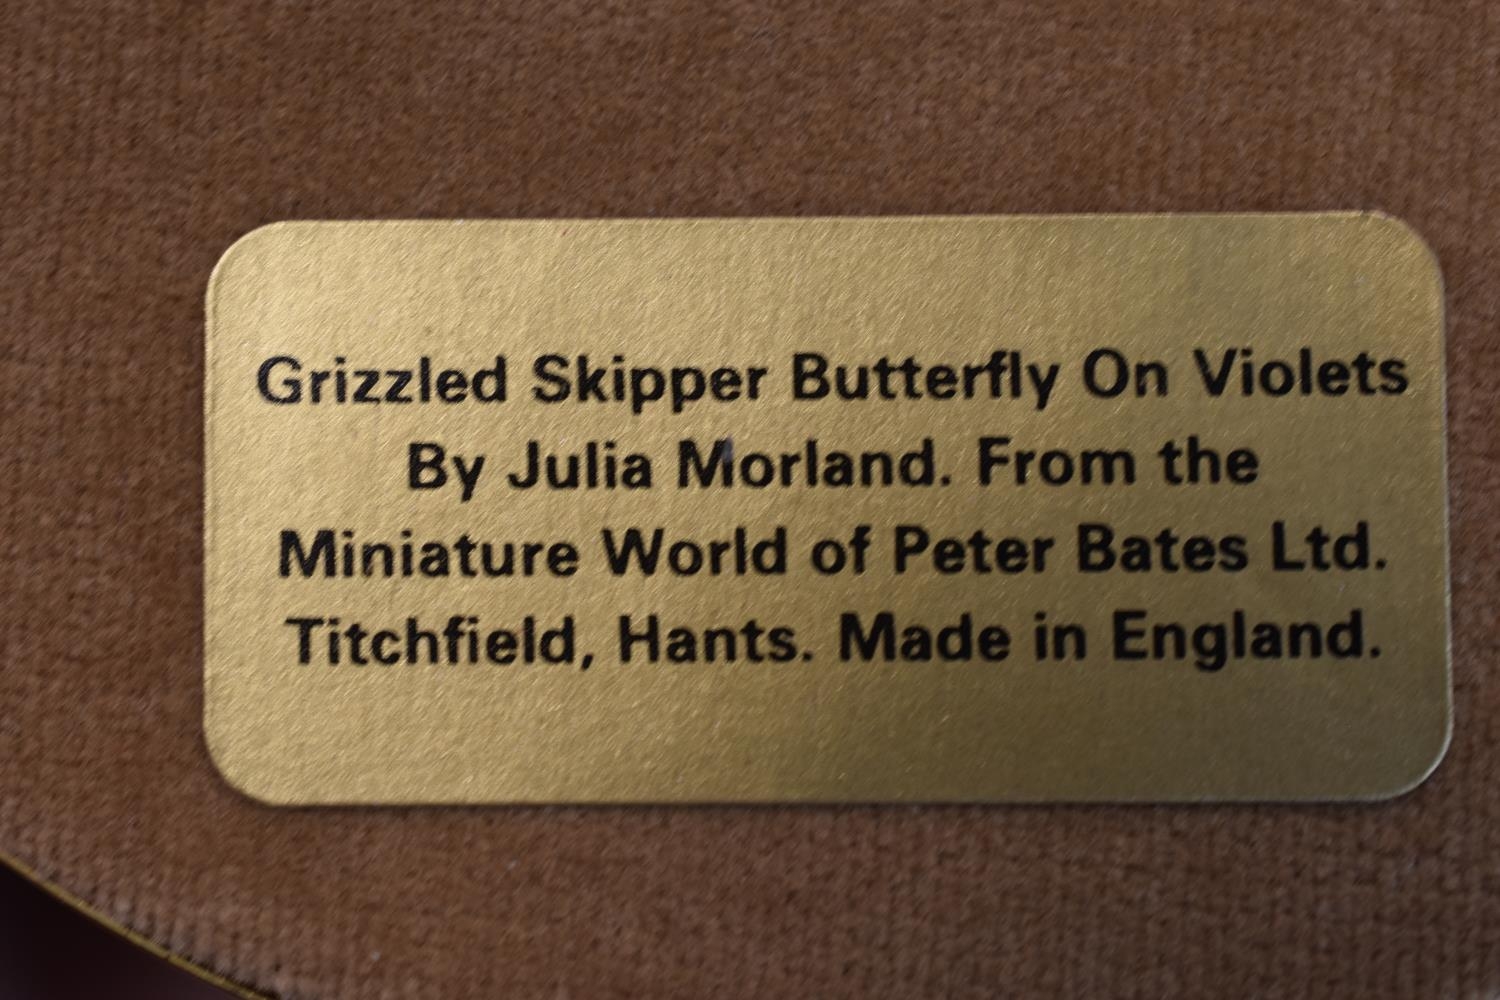 Grizzled Skipper Butterfly On Violets
By Julia Morland. From the
Miniature World of Peter Bates Ltd.
Titchfield, Hants. Made in England.